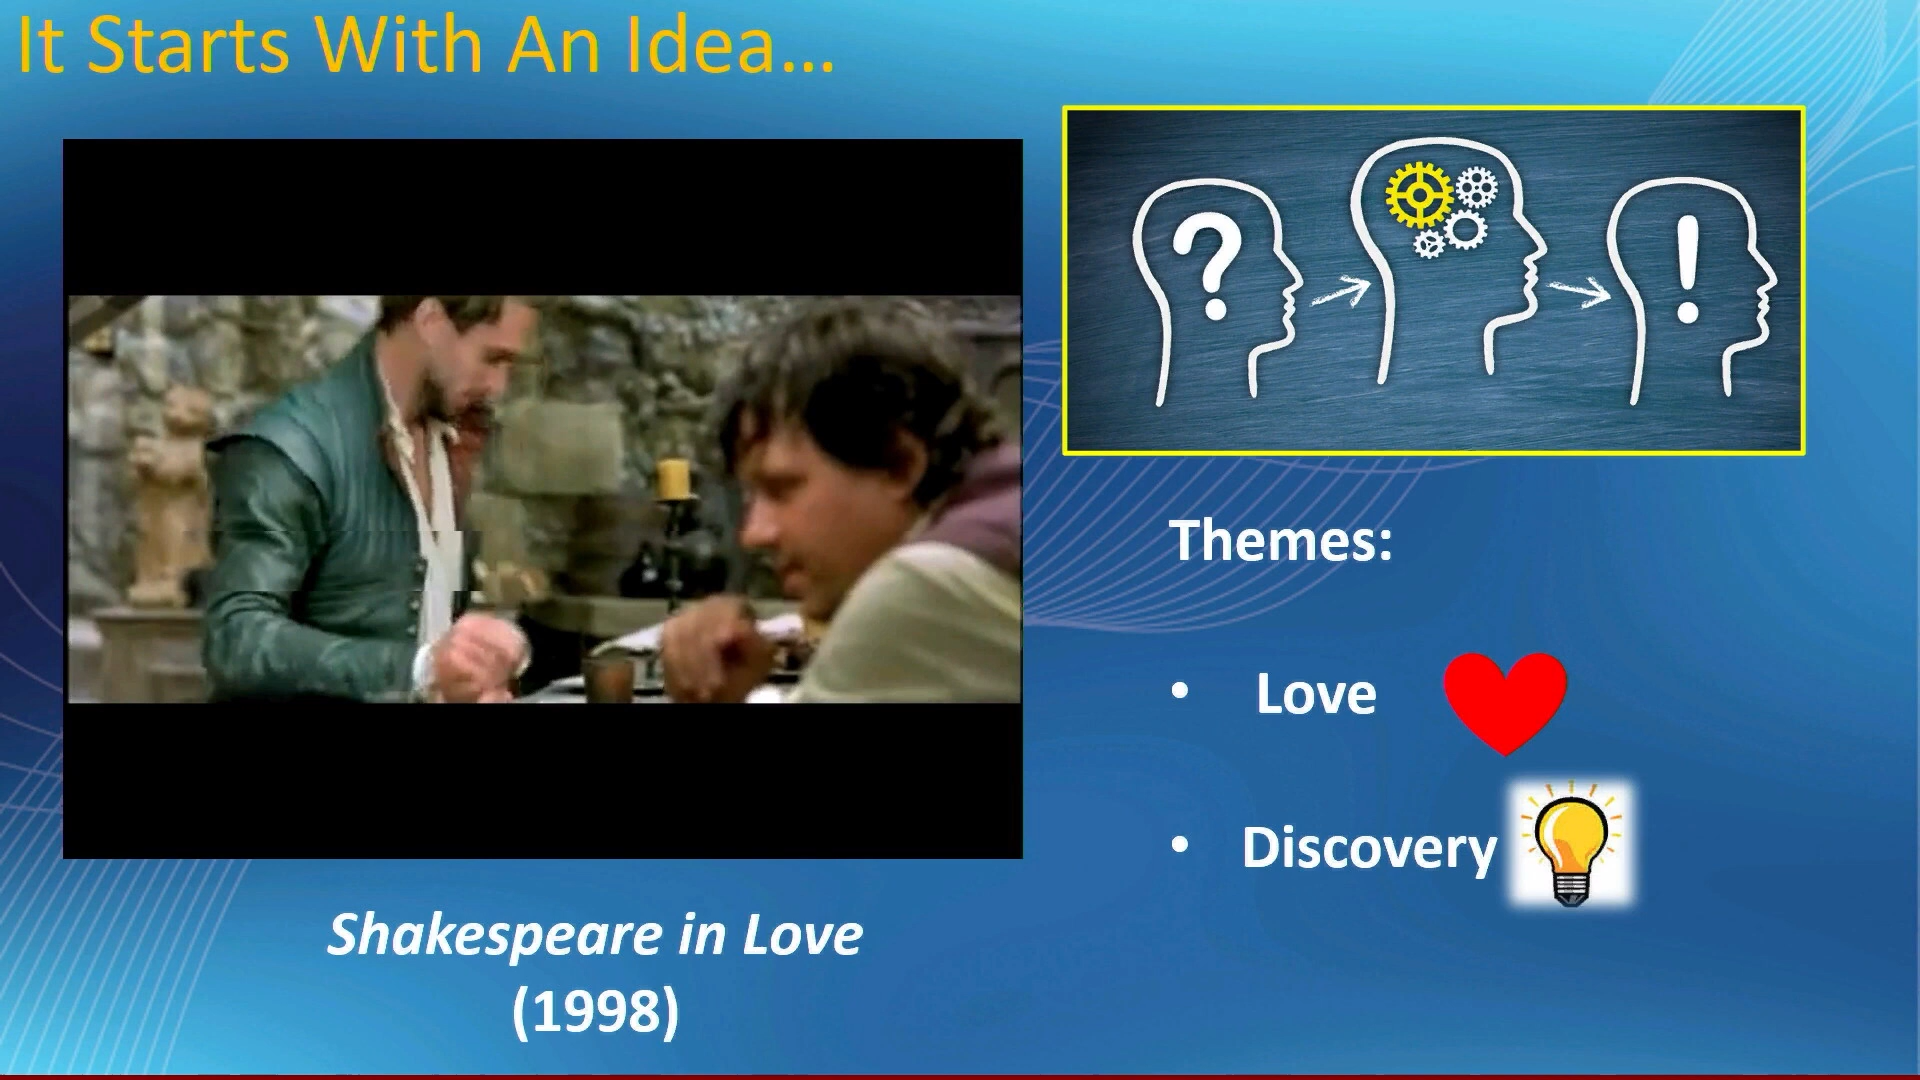 It Starts With An Idea...
?
!
Themes:
• Love
• Discovery
Shakespeare in Love
(1998)